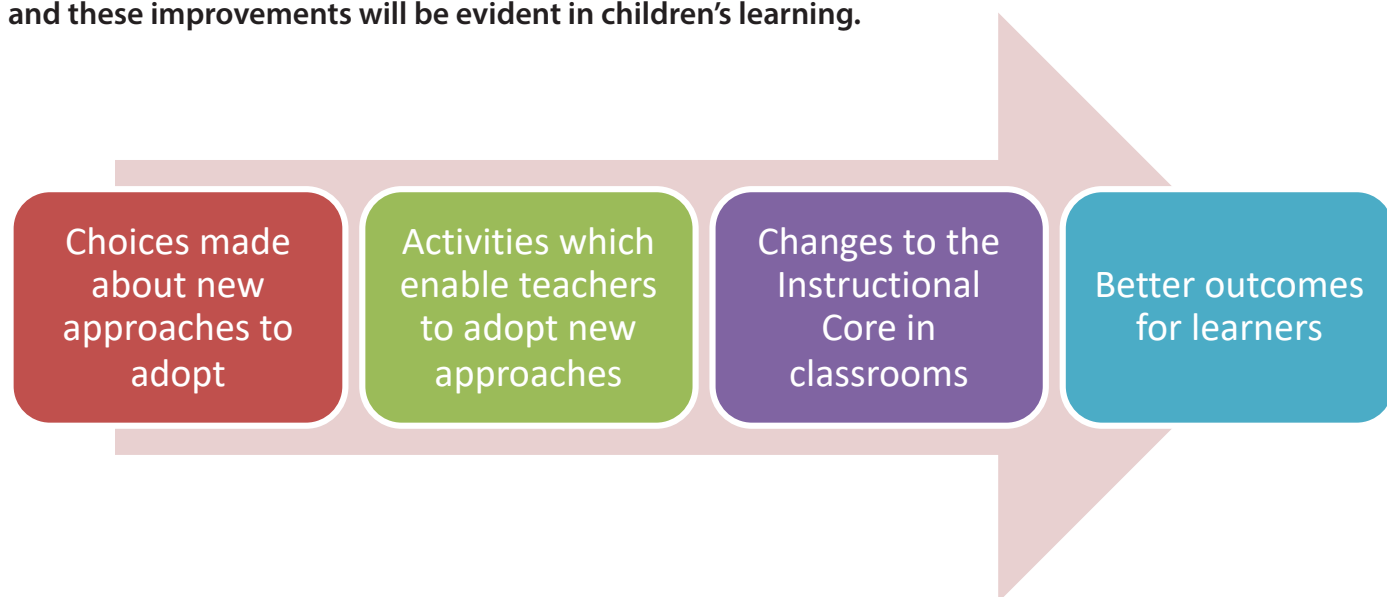 and these improvements will be evident in children’s learning.
Choices made
about new
approaches to
adopt
Activities which
enable teachers
to adopt new
approaches
Changes to the
Instructional
Core in
classrooms
Better outcomes
for learners